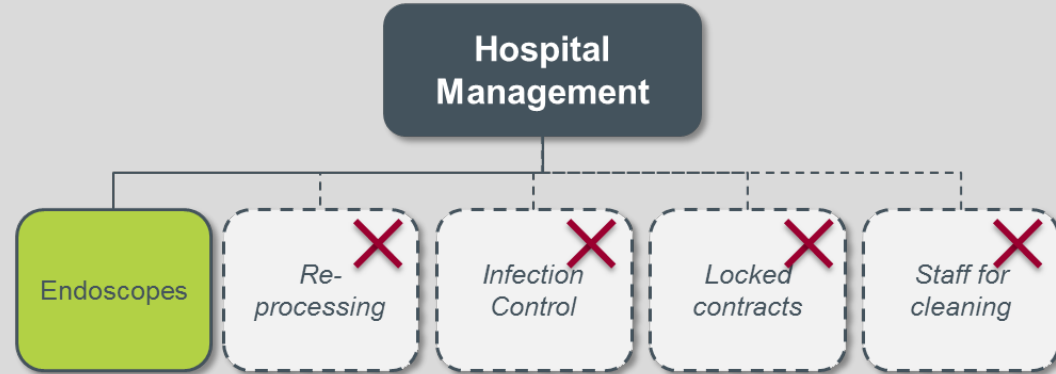 Hospital
Management
Endoscopes
Re-
processing
Infection
Control
Locked
contracts
Staff for
cleaning